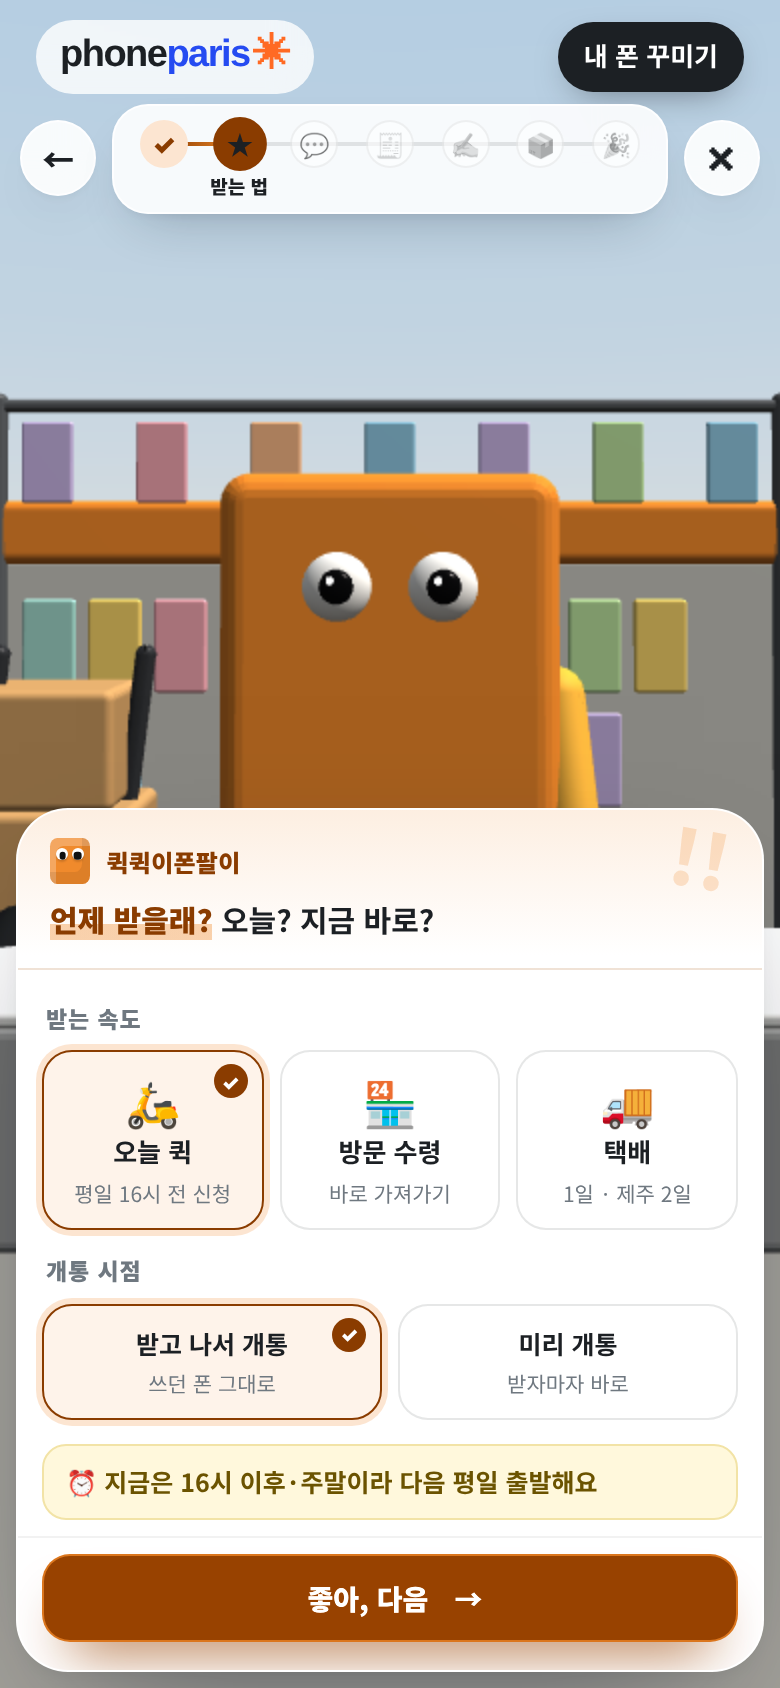 phoneparis
내 폰 꾸미기
받는 법
퀵퀵이폰팔이
언제 받을래? 오늘? 지금 바로?
받는 속도
오늘 퀵
평일 16시 전 신청
24
방문 수령
바로 가져가기
택배
1일 · 제주 2일
개통 시점
받고 나서 개통
쓰던 폰 그대로
미리 개통
받자마자 바로
지금은 16시 이후·주말이라 다음 평일 출발해요
좋아, 다음 →